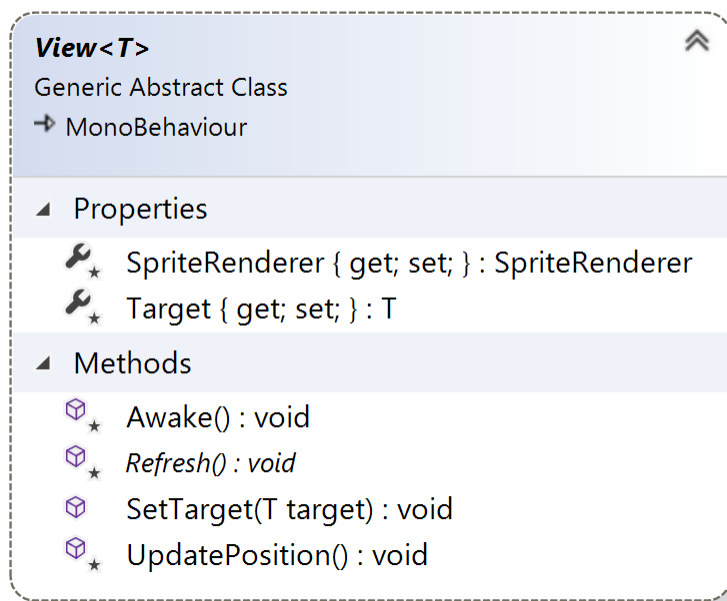 View<T>
Generic Abstract Class
MonoBehaviour
Properties
SpriteRenderer { get; set; } : SpriteRenderer
Target { get; set; } : T
Methods
Awake() : void
Refresh() : void
SetTarget(T target) : void
UpdatePosition() : void